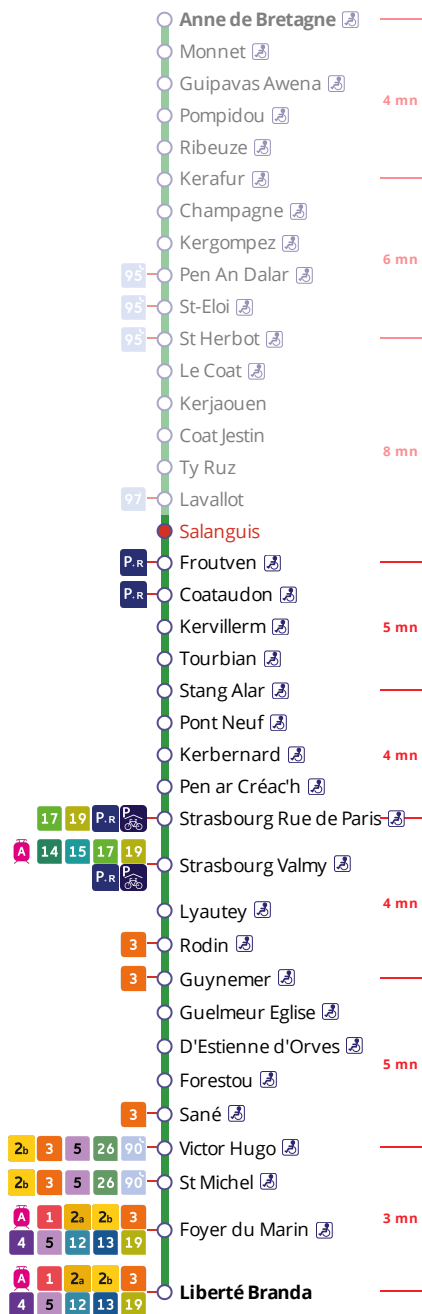 Anne de Bretagne
Monnet
Guipavas Awena
4 mn
Pompidou
Ribeuze
Kerafur
Champagne
Kergompez
6 mn
95 Pen An Dalar
95 St-Eloi
95 St Herbot
Le Coat
Kerjaouen
Coat Jestin
8 mn
Ty Ruz
97 Lavallot
Salanguis
P+R Froutven
P+R Coataudon
Kervillerm
5 mn
Tourbian
Stang Alar
Pont Neuf
Kerbernard
4 mn
Pen ar Créac'h
17 19 P+R P Strasbourg Rue de Paris
A 14 15 17 19
Strasbourg Valmy
P+R P
4 mn
Lyautey
3 Rodin
3 Guynemer
Guelmeur Eglise
D'Estienne d'Orves
5 mn
Forestou
3 Sané
2b 3 5 26 90 Victor Hugo
2b 3 5 26 90 St Michel
A 1 2a 2b 3
Foyer du Marin
3 mn
4 5 12 13 19
A 1 2a 2b 3
Liberté Branda
4 5 12 13 19